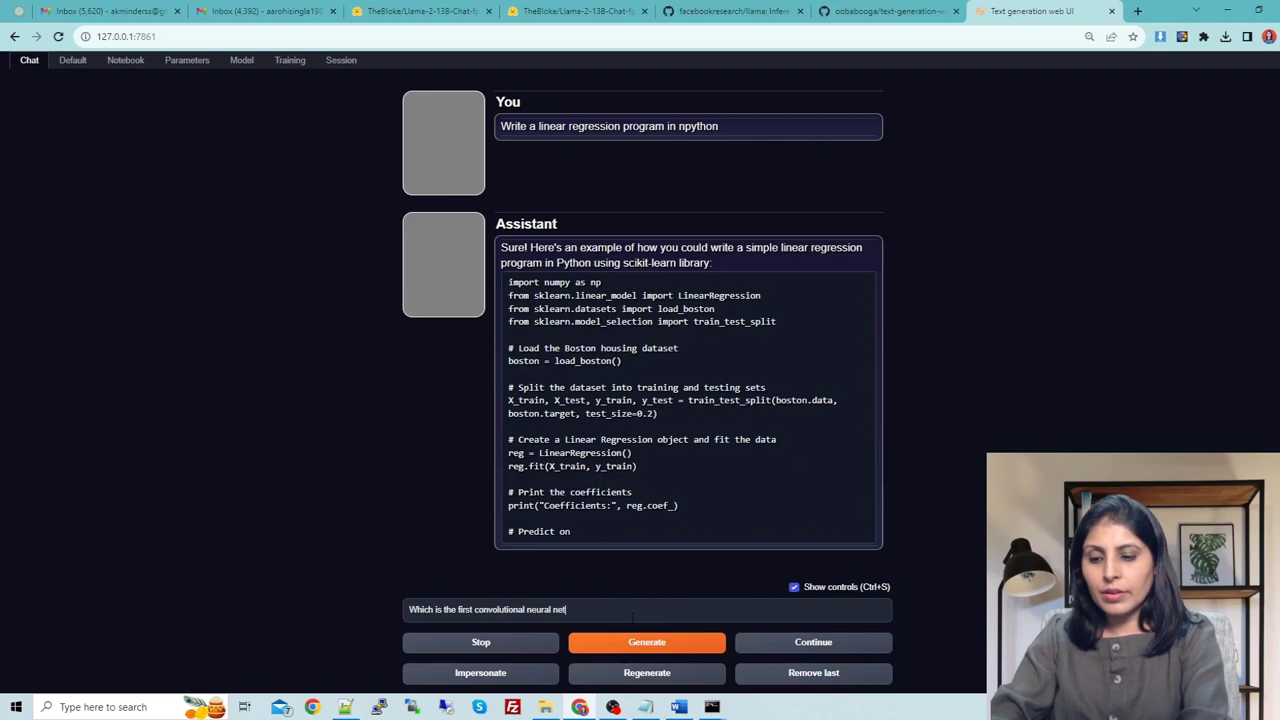 Inbox (5,620) - akminderss@g
Inbox (4,392) - aarohisingla19
TheBloke/Llama-2-13B-Chat-f
TheBloke/Llama-2-13B-Chat-f
facebookresearch/llama: Infere
oobabooga/text-generation-w
Text generation web UI
127.0.0.1:7861
Chat
Default
Notebook
Parameters
Model
Training
Session
You
Write a linear regression program in npython
Assistant
Sure! Here's an example of how you could write a simple linear regression
program in Python using scikit-learn library:
import numpy as np
from sklearn.linear_model import LinearRegression
from sklearn.datasets import load_boston
from sklearn.model_selection import train_test_split
# Load the Boston housing dataset
boston = load_boston()
# Split the dataset into training and testing sets
X_train, X_test, y_train, y_test = train_test_split(boston.data,
boston.target, test_size=0.2)
# Create a Linear Regression object and fit the data
reg = LinearRegression()
reg.fit(X_train, y_train)
# Print the coefficients
print("Coefficients:", reg.coef_)
# Predict on
Show controls (Ctrl+S)
Which is the first convolutional neural net
Stop
Generate
Continue
Impersonate
Regenerate
Remove last
Type here to search